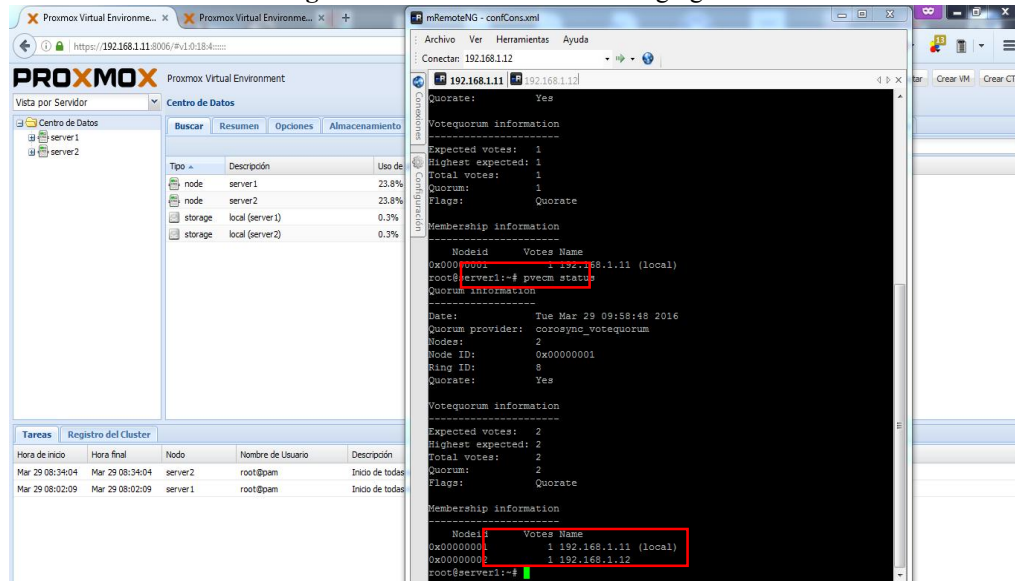 Proxmox Virtual Environme...
Proxmox Virtual Environme...
https://192.168.1.11:8006/#v1:0:18:4::::::
PROXMOX
Proxmox Virtual Environment
Vista por Servidor
Centro de Datos
server1
server2
Centro de Datos
Buscar
Resumen
Opciones
Almacenamiento
Tipo
Descripción
Uso de
node
server1
23.8%
node
server2
23.8%
storage
local (server1)
0.3%
storage
local (server2)
0.3%
Crear VM
Crear CT
Tareas
Registro del Cluster
Hora de inicio
Hora final
Nodo
Nombre de Usuario
Descripción
Mar 29 08:34:04
Mar 29 08:34:04
server2
root@pam
Inicio de todas
Mar 29 08:02:09
Mar 29 08:02:09
server1
root@pam
Inicio de todas
mRemoteNG - confCons.xml
Archivo Ver Herramientas Ayuda
Conectar: 192.168.1.12
192.168.1.11
192.168.1.12
Conexiones
Configuración
Quorate: Yes
Votequorum information
----------------------
Expected votes: 1
Highest expected: 1
Total votes: 1
Quorum: 1
Flags: Quorate
Membership information
----------------------
Nodeid Votes Name
0x00000001 1 192.168.1.11 (local)
root@server1:~# pvecm status
Quorum information
------------------
Date: Tue Mar 29 09:58:48 2016
Quorum provider: corosync_votequorum
Nodes: 2
Node ID: 0x00000001
Ring ID: 8
Quorate: Yes
Votequorum information
----------------------
Expected votes: 2
Highest expected: 2
Total votes: 2
Quorum: 2
Flags: Quorate
Membership information
----------------------
Nodeid Votes Name
0x00000001 1 192.168.1.11 (local)
0x00000002 1 192.168.1.12
root@server1:~#